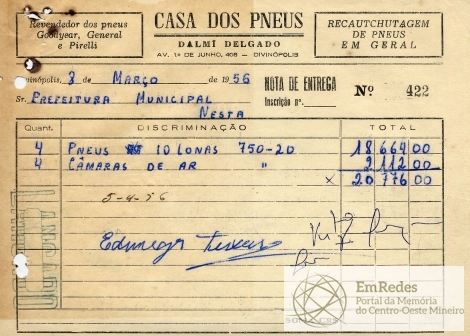 Revendedor dos pneus
Goodyear, General
e Pirelli
CASA DOS PNEUS
DALMÍ DELGADO
AV. 1º DE JUNHO, 408 - DIVINÓPOLIS
RECAUTCHUTAGEM
DE PNEUS
EM GERAL
Divinópolis, 8 de MARÇO de 1956
Sr. PREFEITURA MUNICIPAL
NESTA
NOTA DE ENTREGA
Inscrição nº
Nº 422
Quant. DISCRIMINAÇÃO TOTAL
4 PNEUS 10 LONAS 750-20 18 664 00
4 CÂMARAS DE AR " 2 112 00
x 20 776 00
5-4-56
LANÇADO
EmRedes
Portal da Memória
do Centro-Oeste Mineiro